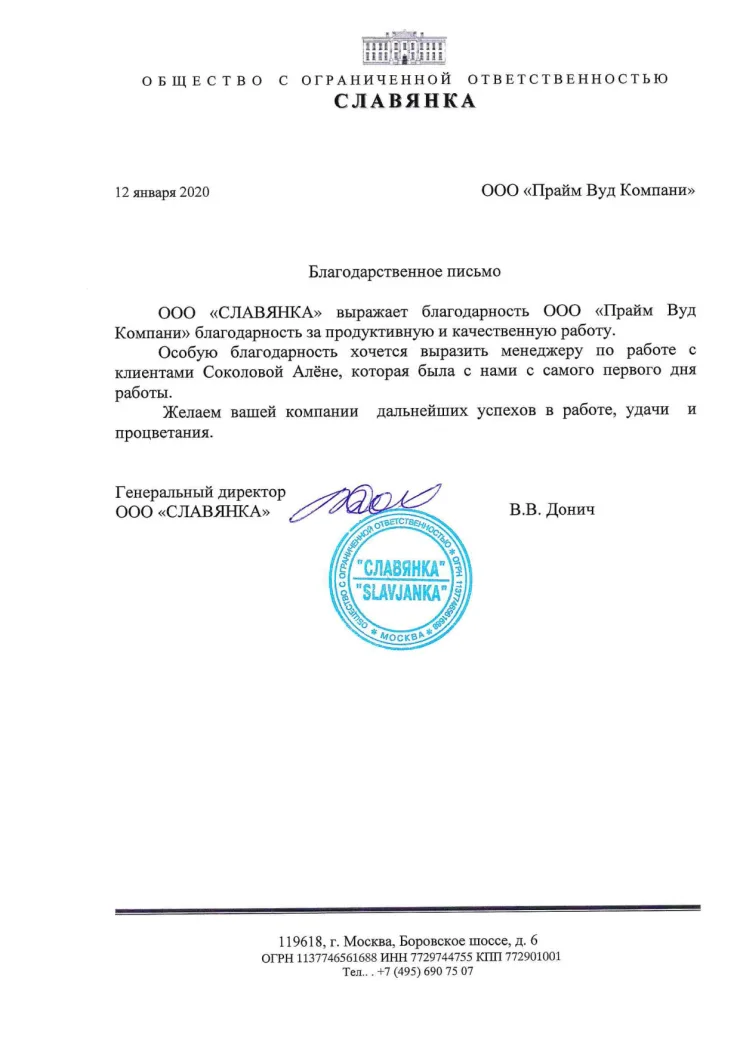 ОБЩЕСТВО С ОГРАНИЧЕННОЙ ОТВЕТСТВЕННОСТЬЮ
СЛАВЯНКА
12 января 2020
ООО «Прайм Вуд Компани»
Благодарственное письмо
ООО «СЛАВЯНКА» выражает благодарность ООО «Прайм Вуд
Компани» благодарность за продуктивную и качественную работу.
Особую благодарность хочется выразить менеджеру по работе с
клиентами Соколовой Алёне, которая была с нами с самого первого дня
работы.
Желаем вашей компании дальнейших успехов в работе, удачи и
процветания.
Генеральный директор
ООО «СЛАВЯНКА»
В.В. Донич
ОБЩЕСТВО С ОГРАНИЧЕННОЙ ОТВЕТСТВЕННОСТЬЮ * ОГРН 1137746561688
"СЛАВЯНКА"
"SLAVJANKA"
* МОСКВА *
119618, г. Москва, Боровское шоссе, д. 6
ОГРН 1137746561688 ИНН 7729744755 КПП 772901001
Тел.. . +7 (495) 690 75 07